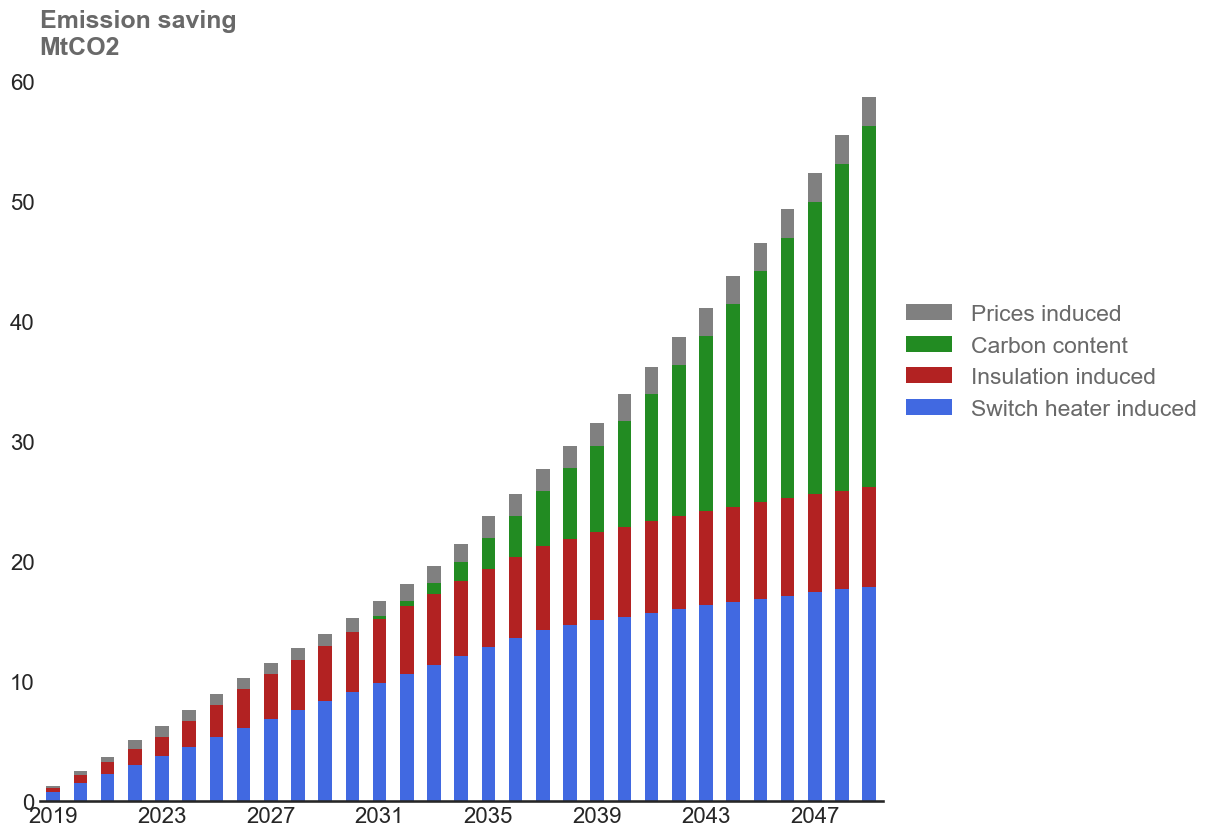 Emission saving
MtCO2
60
50
40
30
20
10
0
2019 2023 2027 2031 2035 2039 2043 2047
Prices induced
Carbon content
Insulation induced
Switch heater induced